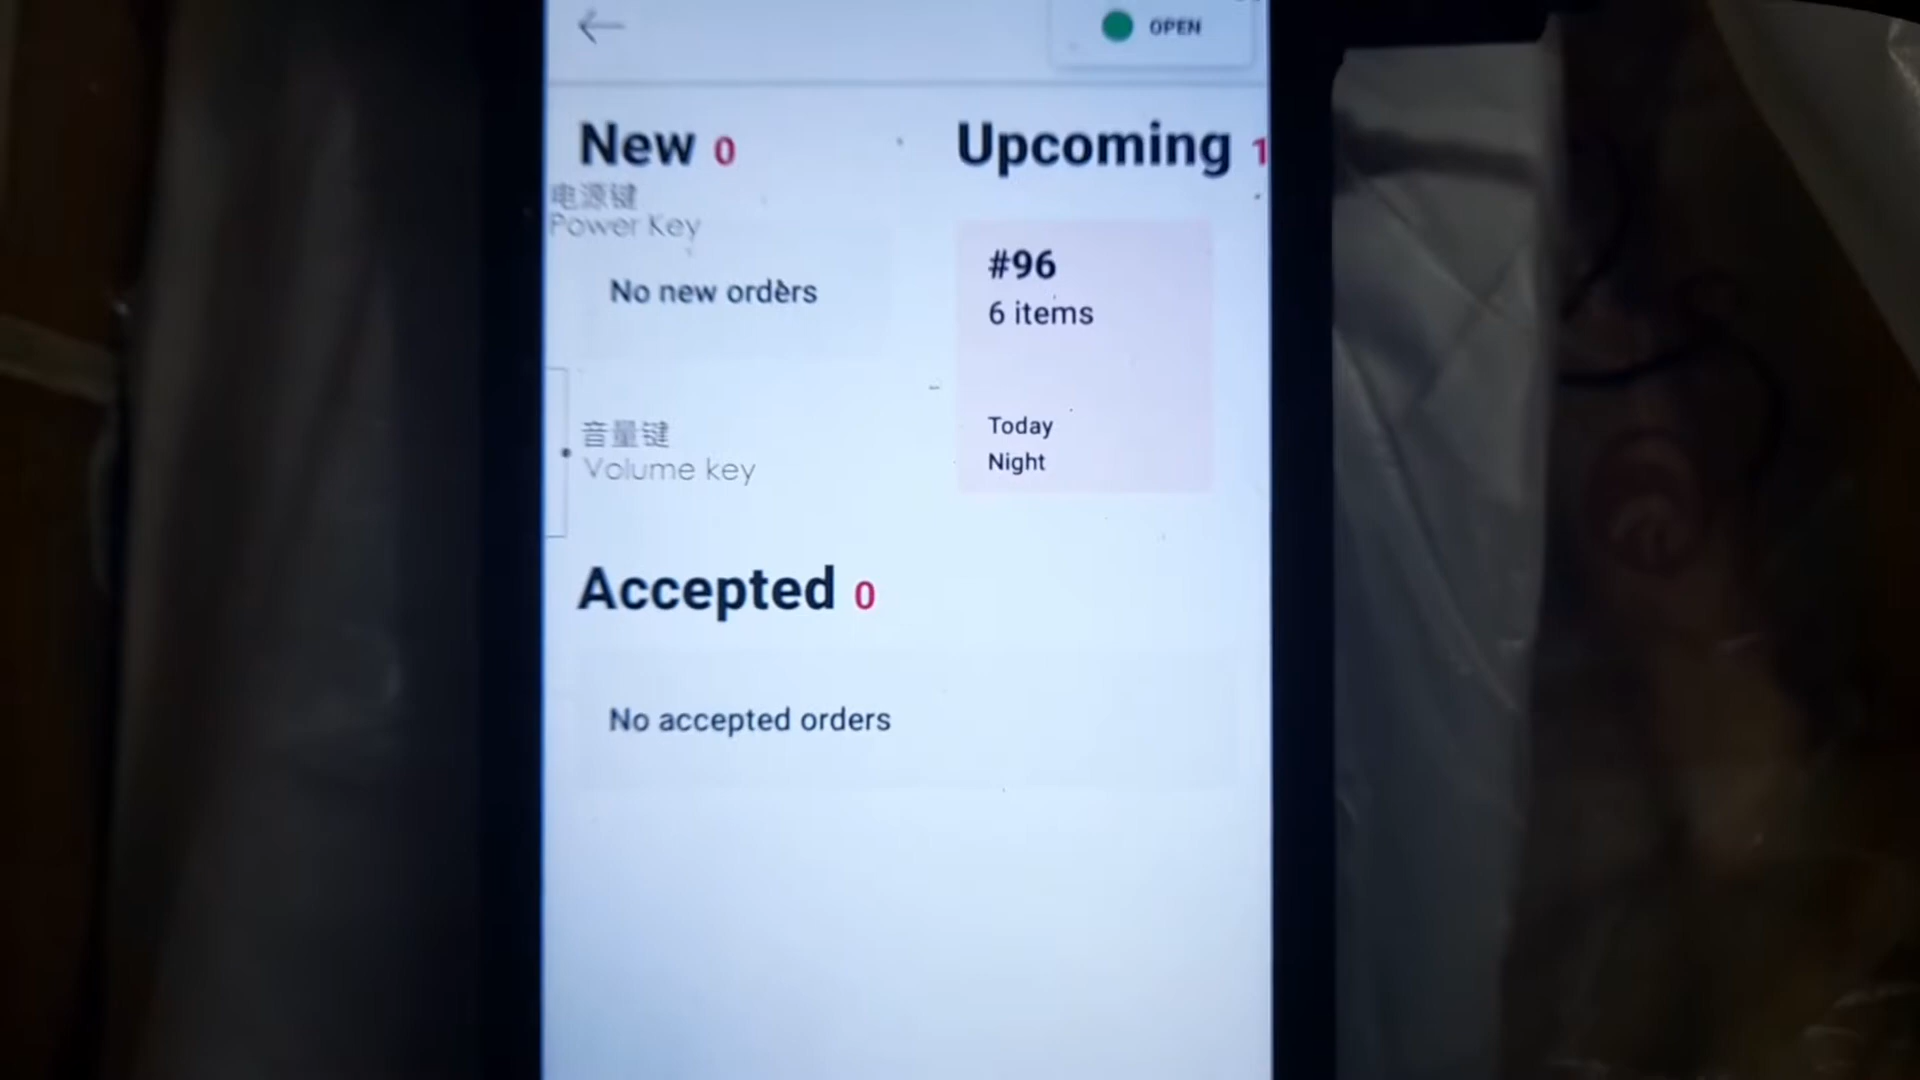 OPEN
New 0
Upcoming 1
电源键
Power Key
No new orders
#96
6 items
Today
Night
音量键
Volume key
Accepted 0
No accepted orders